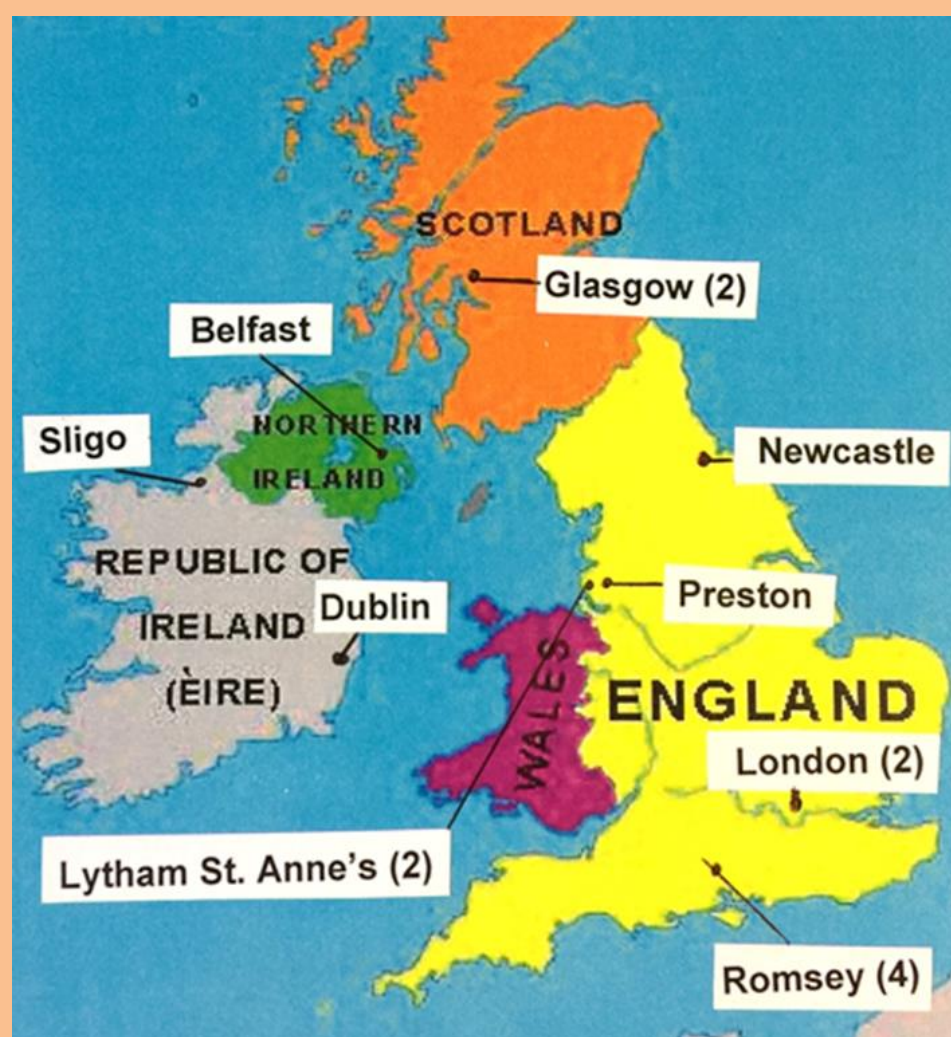 SCOTLAND
Glasgow (2)
Belfast
NORTHERN
IRELAND
Sligo
Newcastle
REPUBLIC OF
IRELAND
(ÈIRE)
Dublin
Preston
WALES
ENGLAND
London (2)
Lytham St. Anne's (2)
Romsey (4)